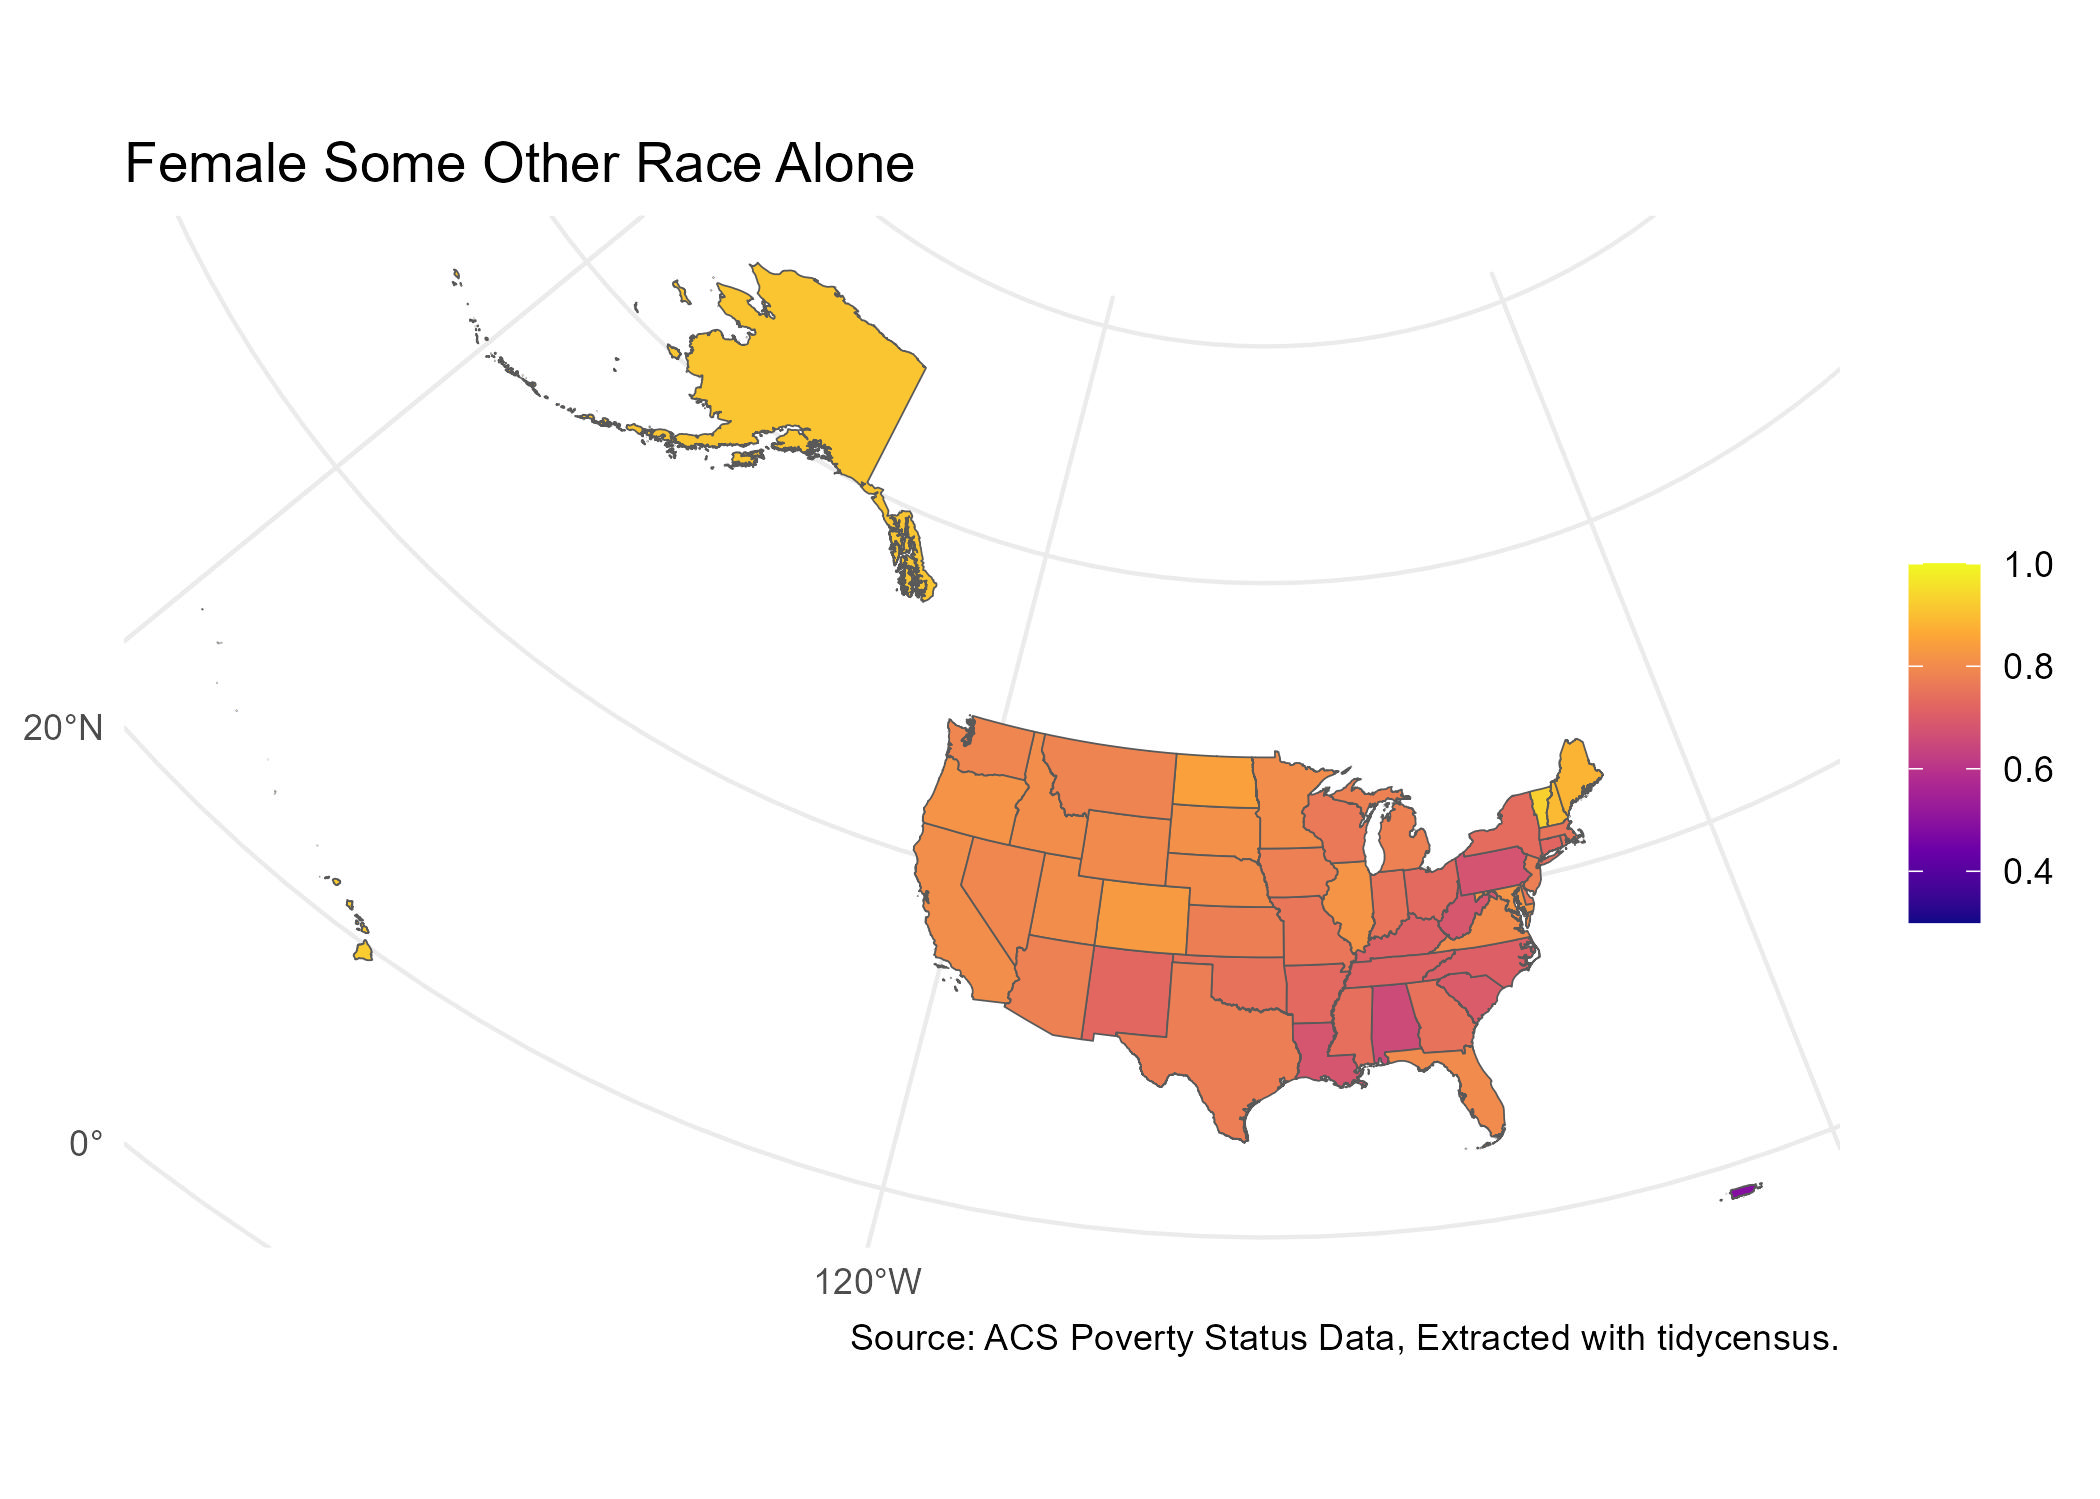 Female Some Other Race Alone
1.0
0.8
0.6
0.4
20°N
0°
120°W
Source: ACS Poverty Status Data, Extracted with tidycensus.